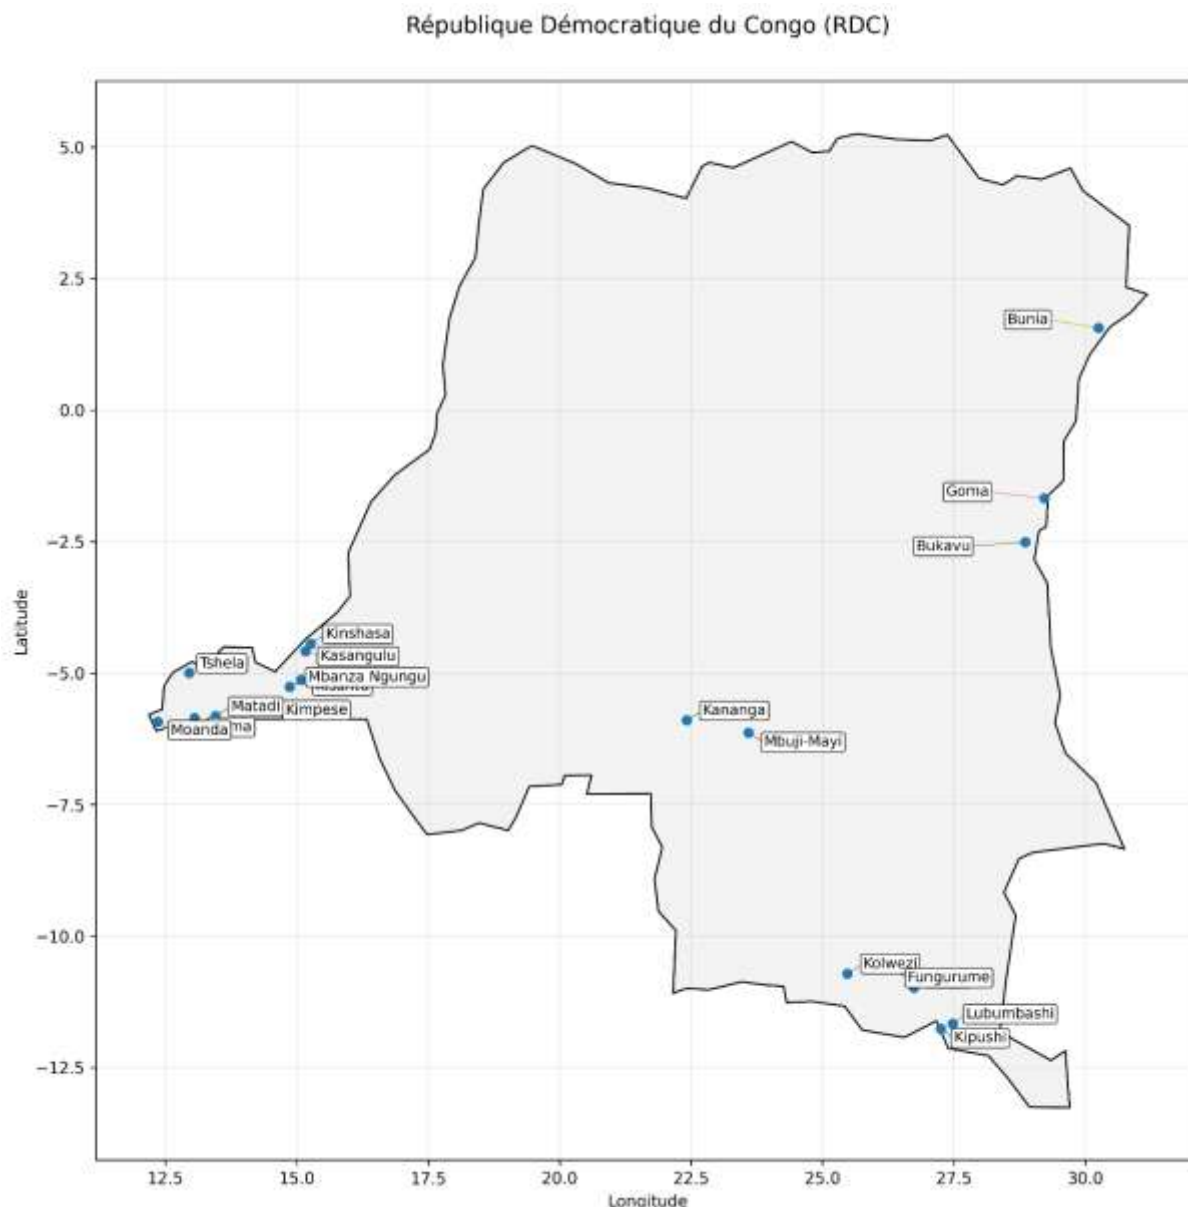 République Démocratique du Congo (RDC)
5.0
2.5
0.0
−2.5
−5.0
−7.5
−10.0
−12.5
Latitude
Bunia
Goma
Bukavu
Kinshasa
Kasangulu
Tshela
Mbanza Ngungu
Matadi
Kimpese
Moanda
ma
Kananga
Mbuji-Mayi
Kolwezi
Fungurume
Lubumbashi
Kipushi
12.5
15.0
17.5
20.0
22.5
25.0
27.5
30.0
Longitude